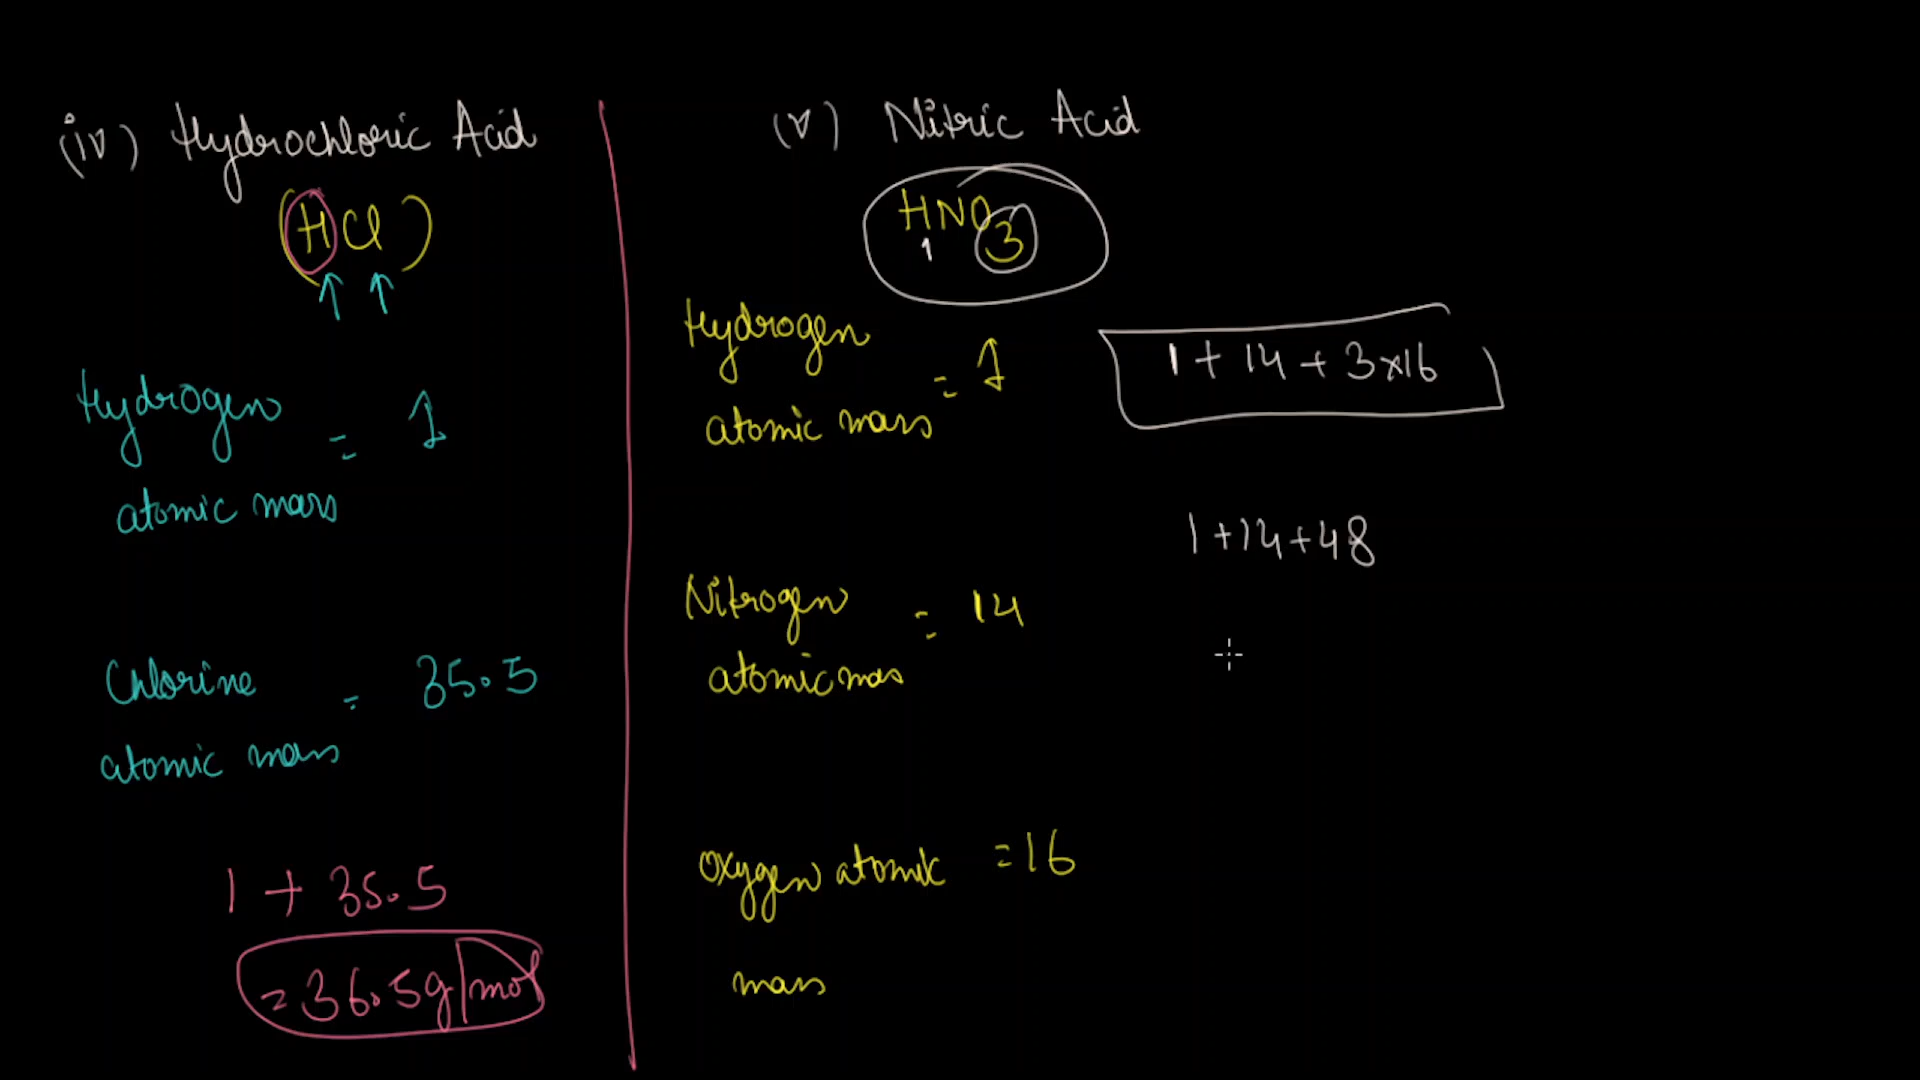 (iv) Hydrochloric Acid
(HCl)
Hydrogen
atomic mass = 1
Chlorine
atomic mass = 35.5
1 + 35.5
= 36.5g/mol
(v) Nitric Acid
HNO3
1
Hydrogen
atomic mass = 1
1 + 14 + 3x16
1+14+48
Nitrogen
atomic mass = 14
Oxygen atomic = 16
mass